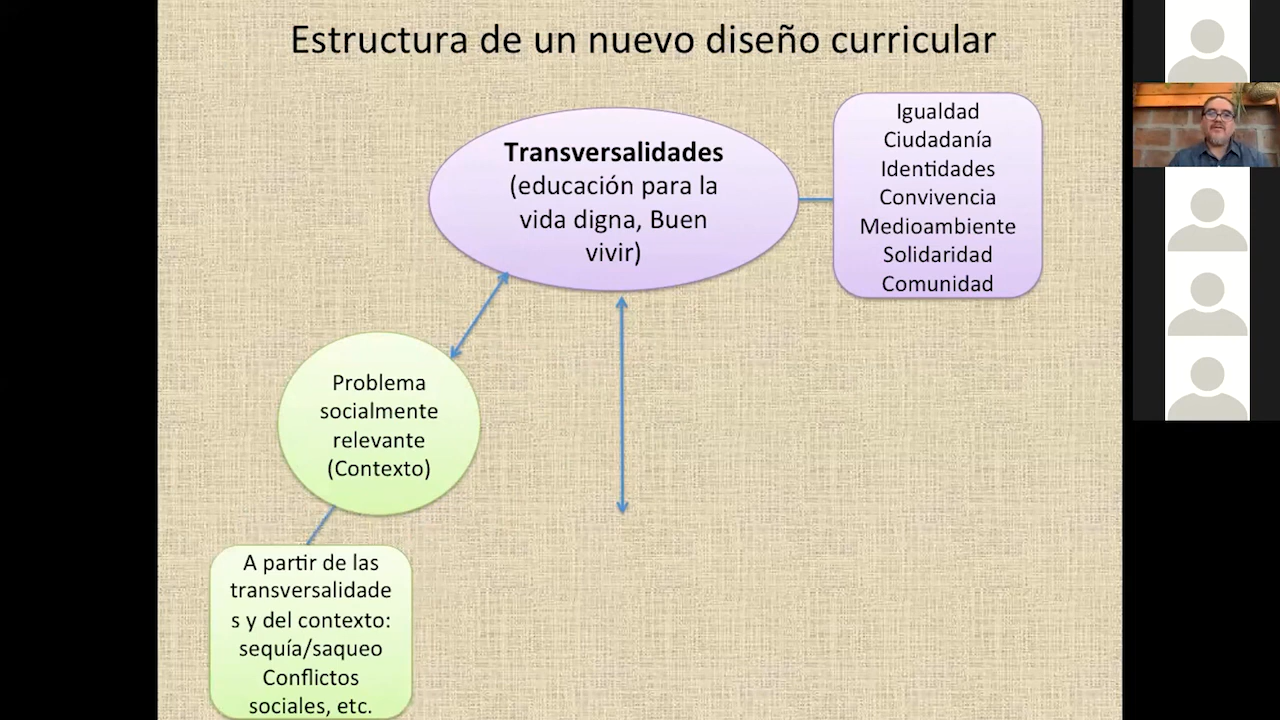 Estructura de un nuevo diseño curricular
Transversalidades
(educación para la
vida digna, Buen
vivir)
Igualdad
Ciudadanía
Identidades
Convivencia
Medioambiente
Solidaridad
Comunidad
Problema
socialmente
relevante
(Contexto)
A partir de las
transversalidade
s y del contexto:
sequía/saqueo
Conflictos
sociales, etc.